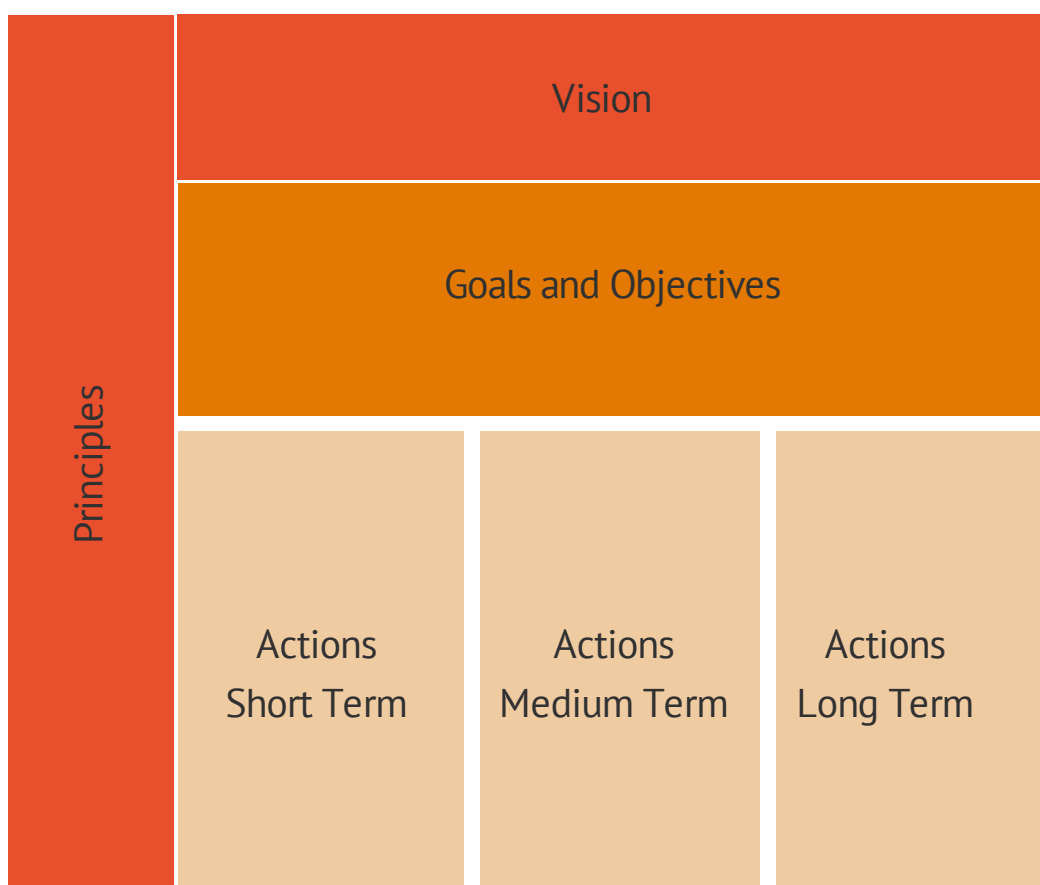 Principles
Vision
Goals and Objectives
Actions
Short Term
Actions
Medium Term
Actions
Long Term